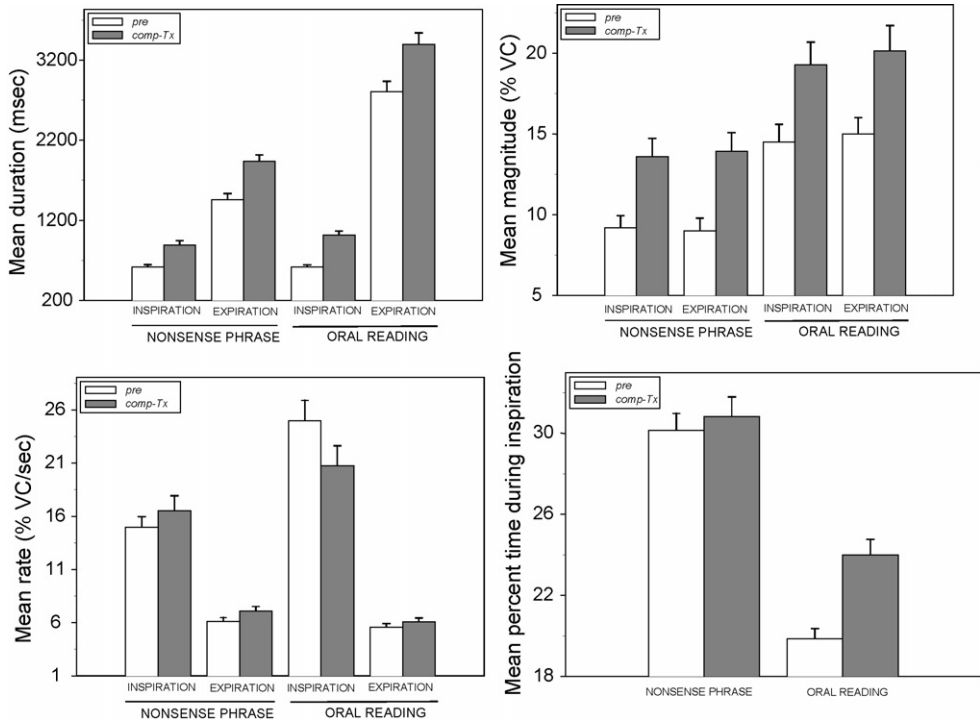 pre
comp-Tx
Mean duration (msec)
3200
2200
1200
200
INSPIRATION EXPIRATION INSPIRATION EXPIRATION
NONSENSE PHRASE ORAL READING
pre
comp-Tx
Mean magnitude (% VC)
20
15
10
5
INSPIRATION EXPIRATION INSPIRATION EXPIRATION
NONSENSE PHRASE ORAL READING
pre
comp-Tx
Mean rate (% VC/sec)
26
21
16
11
6
1
INSPIRATION EXPIRATION INSPIRATION EXPIRATION
NONSENSE PHRASE ORAL READING
pre
comp-Tx
Mean percent time during inspiration
30
26
22
18
NONSENSE PHRASE ORAL READING